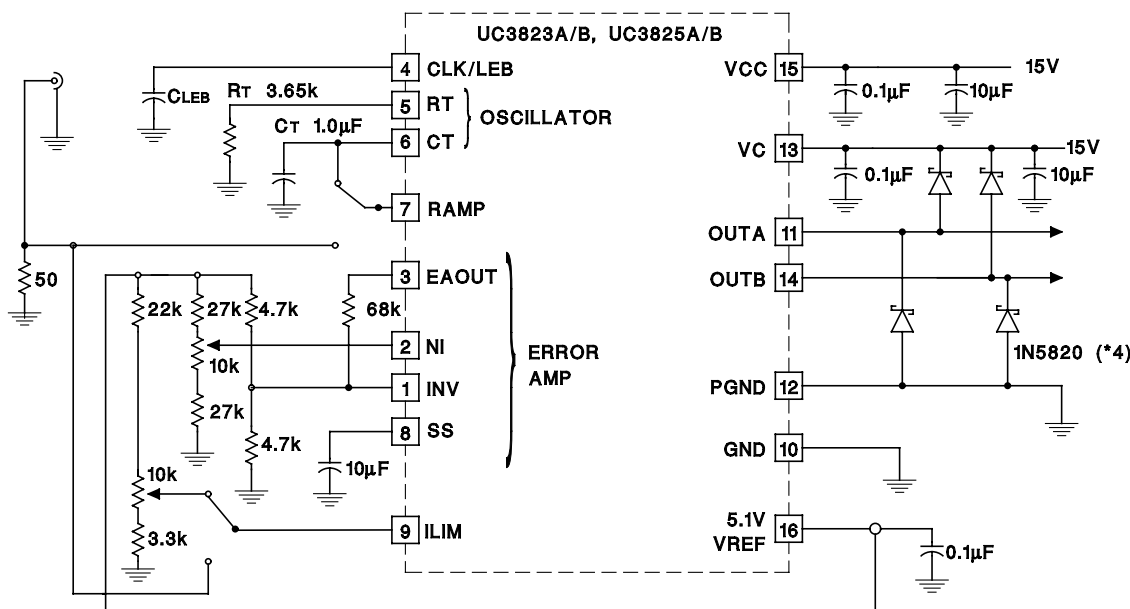 UC3823A/B, UC3825A/B
4 CLK/LEB
CLEB
RT 3.65k
5 RT
CT 1.0µF
6 CT
OSCILLATOR
7 RAMP
50
3 EAOUT
22k
27k
4.7k
68k
2 NI
10k
1 INV
ERROR
AMP
27k
8 SS
4.7k
10µF
10k
3.3k
9 ILIM
VCC 15
15V
0.1µF
10µF
VC 13
15V
0.1µF
10µF
OUTA 11
OUTB 14
1N5820 (*4)
PGND 12
GND 10
5.1V
VREF 16
0.1µF